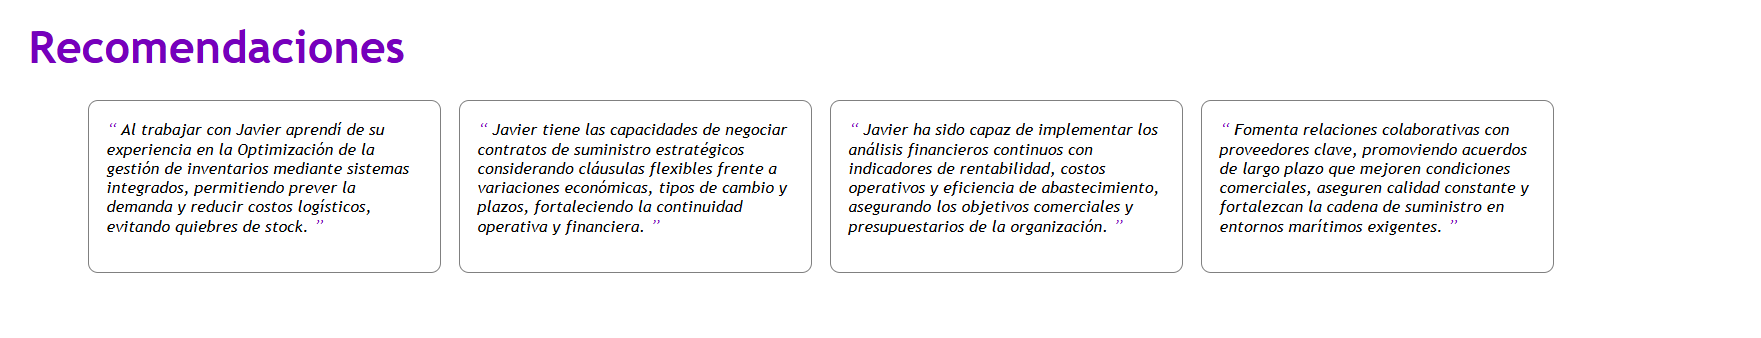 Recomendaciones
“ Al trabajar con Javier aprendí de su
experiencia en la Optimización de la
gestión de inventarios mediante sistemas
integrados, permitiendo prever la
demanda y reducir costos logísticos,
evitando quiebres de stock. ”
“ Javier tiene las capacidades de negociar
contratos de suministro estratégicos
considerando cláusulas flexibles frente a
variaciones económicas, tipos de cambio y
plazos, fortaleciendo la continuidad
operativa y financiera. ”
“ Javier ha sido capaz de implementar los
análisis financieros continuos con
indicadores de rentabilidad, costos
operativos y eficiencia de abastecimiento,
asegurando los objetivos comerciales y
presupuestarios de la organización. ”
“ Fomenta relaciones colaborativas con
proveedores clave, promoviendo acuerdos
de largo plazo que mejoren condiciones
comerciales, aseguren calidad constante y
fortalezcan la cadena de suministro en
entornos marítimos exigentes. ”